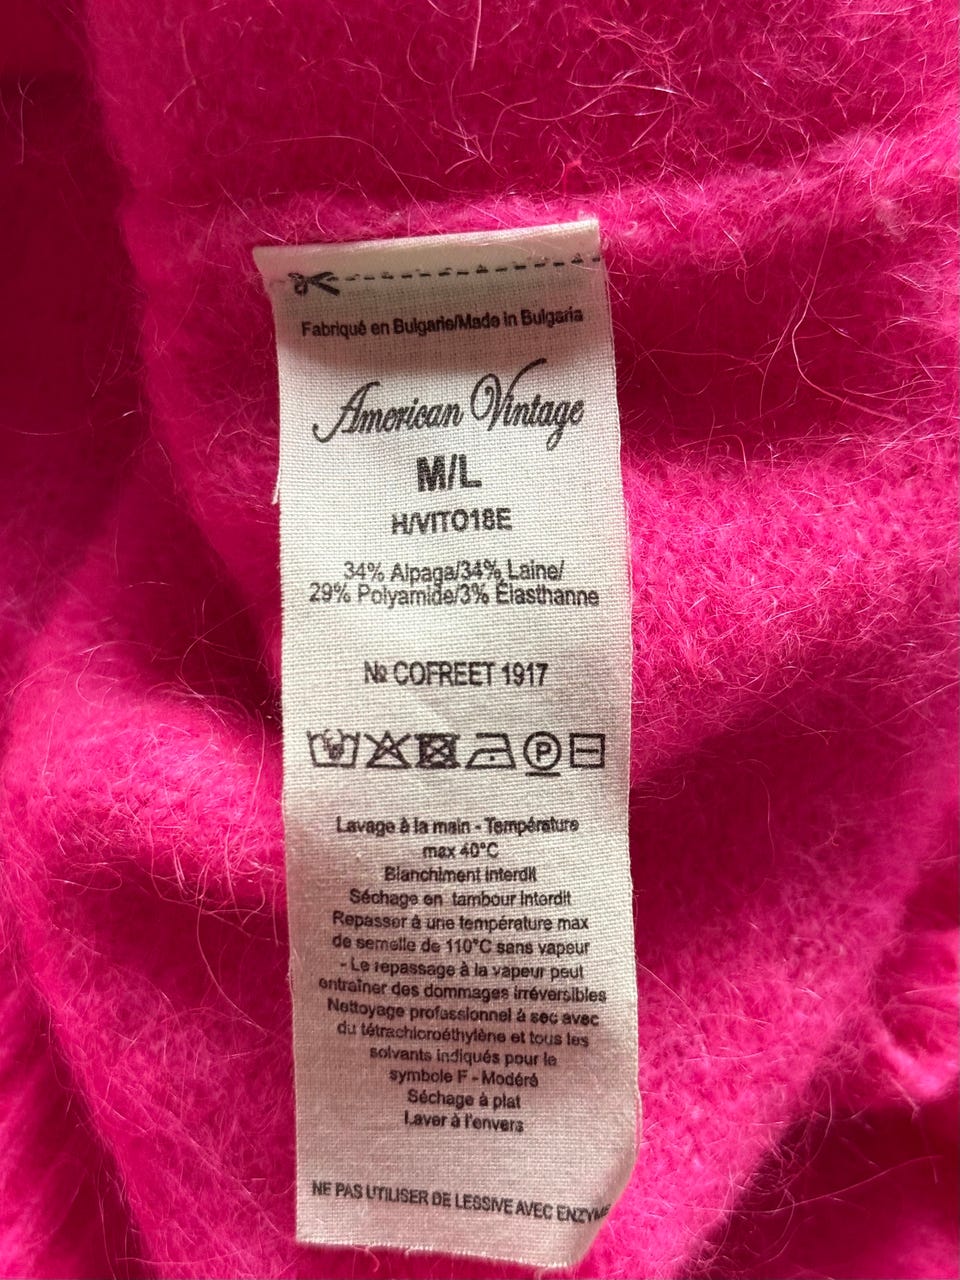 Fabriqué en Bulgarie/Made in Bulgaria
American Vintage
M/L
H/VITO18E
34% Alpaga/34% Laine/
29% Polyamide/3% Elasthanne
№ COFREET 1917
P
Lavage à la main - Température
max 40°C
Blanchiment interdit
Séchage en tambour interdit
Repasser à une température max
de semelle de 110°C sans vapeur
- Le repassage à la vapeur peut
entraîner des dommages irréversibles
Nettoyage professionnel à sec avec
du tétrachloroéthylène et tous les
solvants indiqués pour le
symbole F - Modéré
Séchage à plat
Laver à l'envers
NE PAS UTILISER DE LESSIVE AVEC ENZYME